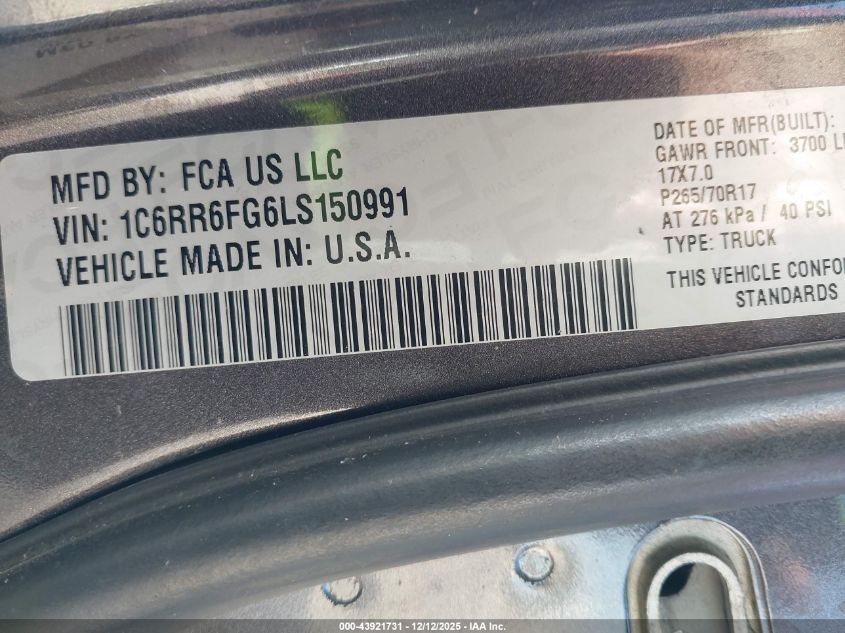 MFD BY: FCA US LLC
VIN: 1C6RR6FG6LS150991
VEHICLE MADE IN: U.S.A.
DATE OF MFR(BUILT):
GAWR FRONT: 3700
17X7.0
P265/70R17
AT 276 kPa / 40 PSI
TYPE: TRUCK
THIS VEHICLE
STANDARDS
000-43921731 - 12/12/2025 - IAA Inc.